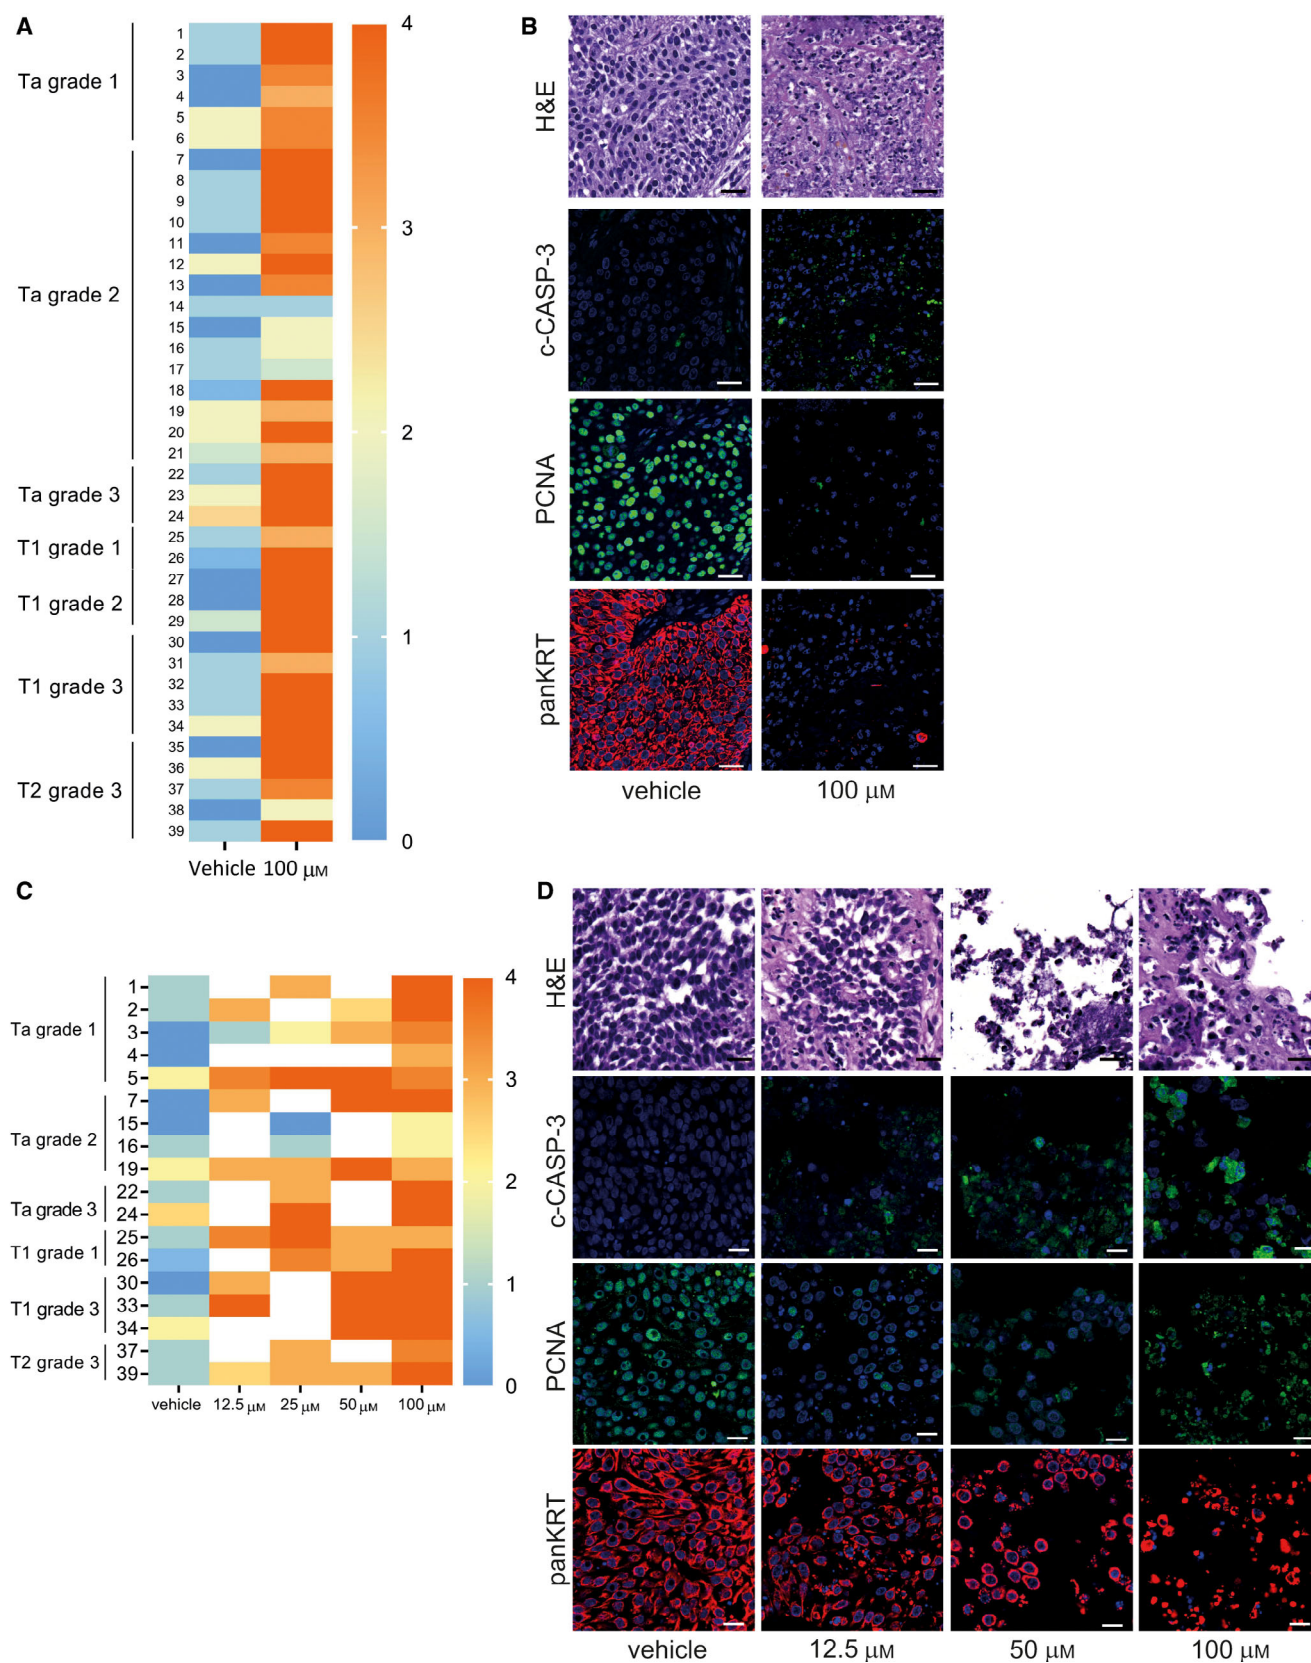 A
Ta grade 1
Ta grade 2
Ta grade 3
T1 grade 1
T1 grade 2
T1 grade 3
T2 grade 3
1
2
3
4
5
6
7
8
9
10
11
12
13
14
15
16
17
18
19
20
21
22
23
24
25
26
27
28
29
30
31
32
33
34
35
36
37
38
39
4
3
2
1
0
Vehicle 100 μM
B
H&E
c-CASP-3
PCNA
panKRT
vehicle 100 μM
C
Ta grade 1
Ta grade 2
Ta grade 3
T1 grade 1
T1 grade 3
T2 grade 3
1
2
3
4
5
7
15
16
19
22
24
25
26
30
33
34
37
39
4
3
2
1
0
vehicle 12.5 μM 25 μM 50 μM 100 μM
D
H&E
c-CASP-3
PCNA
panKRT
vehicle 12.5 μM 50 μM 100 μM